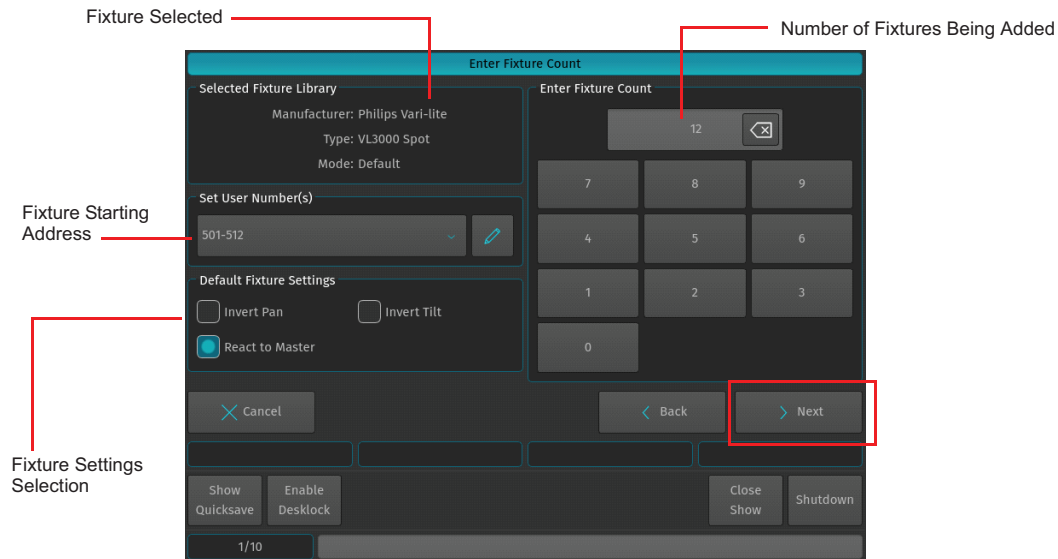 Fixture Selected
Number of Fixtures Being Added
Enter Fixture Count
Selected Fixture Library
Manufacturer: Philips Vari-lite
Type: VL3000 Spot
Mode: Default
Enter Fixture Count
12
7 8 9
4 5 6
1 2 3
0
Fixture Starting
Address
Set User Number(s)
501-512
Default Fixture Settings
Invert Pan
Invert Tilt
React to Master
Cancel
Back
Next
Fixture Settings
Selection
Show
Quicksave
Enable
Desklock
Close
Show
Shutdown
1/10